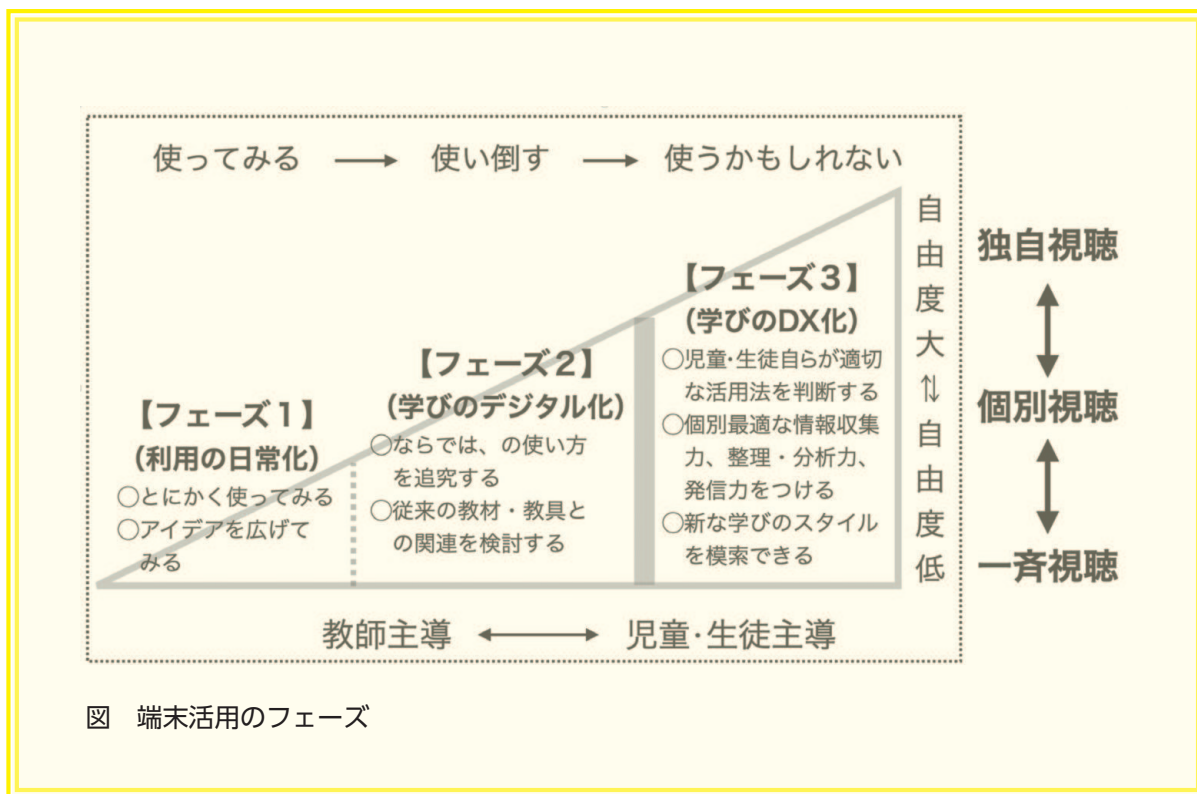 使ってみる → 使い倒す → 使うかもしれない
【フェーズ1】
(利用の日常化)
○とにかく使ってみる
○アイデアを広げて
みる
【フェーズ2】
(学びのデジタル化)
○ならでは、の使い方
を追究する
○従来の教材・教具と
の関連を検討する
【フェーズ3】
(学びのDX化)
○児童・生徒自らが適切
な活用法を判断する
○個別最適な情報収集
力、整理・分析力、
発信力をつける
○新な学びのスタイル
を模索できる
自由度大⇅自由度低
独自視聴
個別視聴
一斉視聴
教師主導 ⟷ 児童・生徒主導
図 端末活用のフェーズ